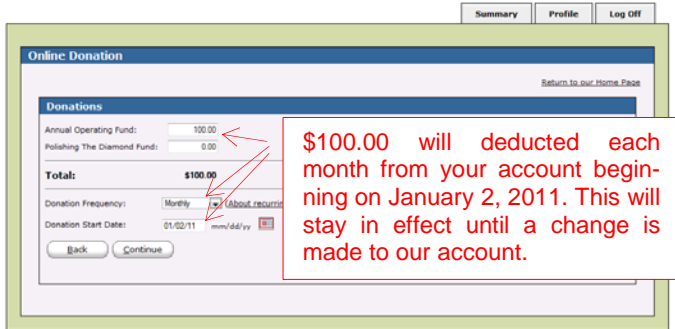 Summary Profile Log Off
Online Donation
Return to our Home Page
Donations
Annual Operating Fund: 100.00
Polishing The Diamond Fund: 0.00
Total: $100.00
Donation Frequency: Monthly (About recurrin
Donation Start Date: 01/02/11 mm/dd/yy
Back Continue
$100.00 will deducted each
month from your account begin-
ning on January 2, 2011. This will
stay in effect until a change is
made to our account.